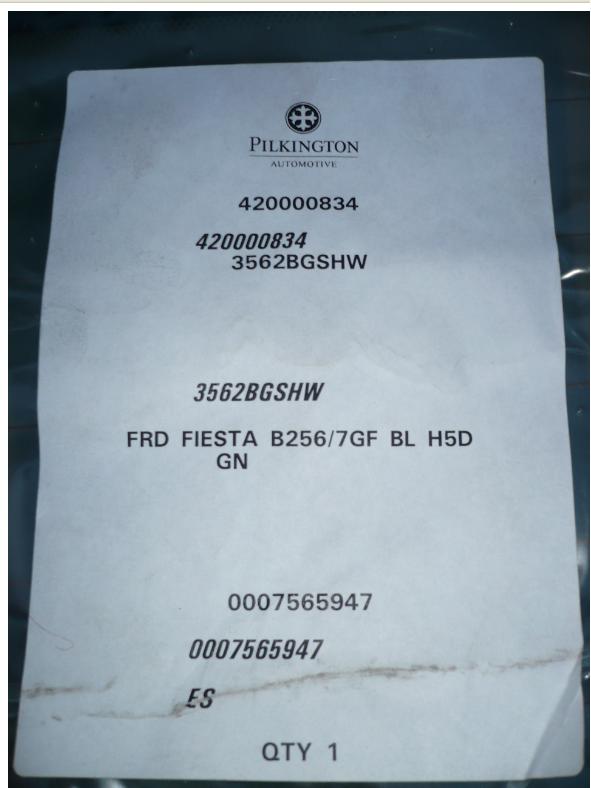 PILKINGTON
AUTOMOTIVE
420000834
420000834
3562BGSHW
3562BGSHW
FRD FIESTA B256/7GF BL H5D
GN
0007565947
0007565947
ES
QTY 1